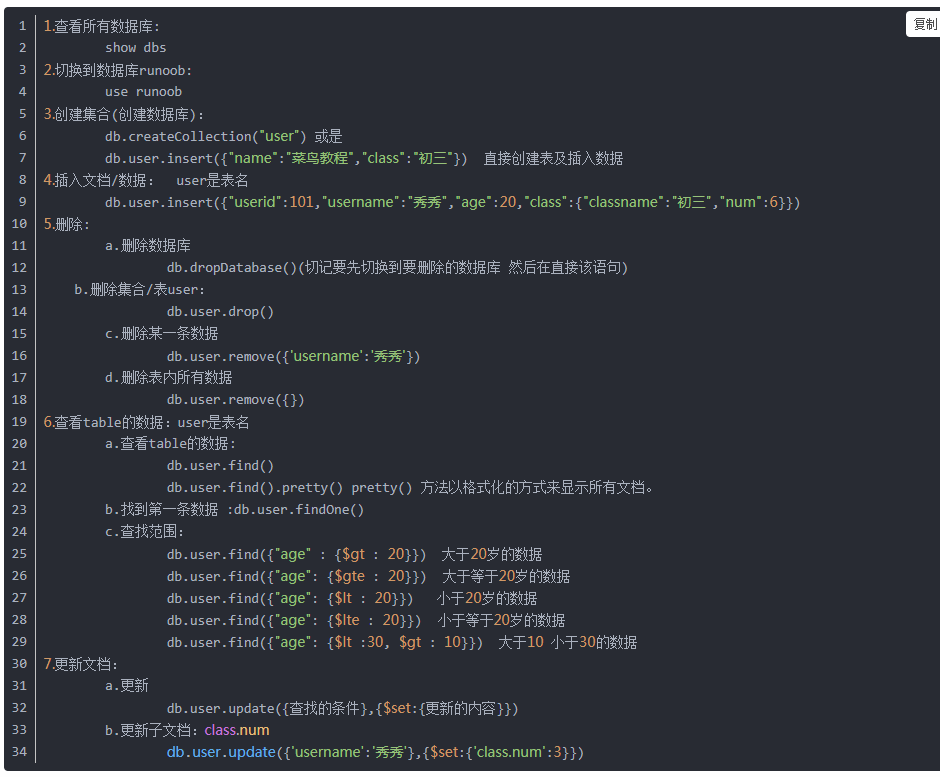 复制
1 1.查看所有数据库:
2 show dbs
3 2.切换到数据库runoob:
4 use runoob
5 3.创建集合(创建数据库):
6 db.createCollection("user") 或是
7 db.user.insert({"name":"菜鸟教程","class":"初三"}) 直接创建表及插入数据
8 4.插入文档/数据: user是表名
9 db.user.insert({"userid":101,"username":"秀秀","age":20,"class":{"classname":"初三","num":6}})
10 5.删除:
11 a.删除数据库
12 db.dropDatabase()(切记要先切换到要删除的数据库 然后在直接该语句)
13 b.删除集合/表user:
14 db.user.drop()
15 c.删除某一条数据
16 db.user.remove({'username':'秀秀'})
17 d.删除表内所有数据
18 db.user.remove({})
19 6.查看table的数据: user是表名
20 a.查看table的数据:
21 db.user.find()
22 db.user.find().pretty() pretty() 方法以格式化的方式来显示所有文档。
23 b.找到第一条数据 :db.user.findOne()
24 c.查找范围:
25 db.user.find({"age" : {$gt : 20}}) 大于20岁的数据
26 db.user.find({"age": {$gte : 20}}) 大于等于20岁的数据
27 db.user.find({"age": {$lt : 20}}) 小于20岁的数据
28 db.user.find({"age": {$lte : 20}}) 小于等于20岁的数据
29 db.user.find({"age": {$lt :30, $gt : 10}}) 大于10 小于30的数据
30 7.更新文档:
31 a.更新
32 db.user.update({查找的条件},{$set:{更新的内容}})
33 b.更新子文档: class.num
34 db.user.update({'username':'秀秀'},{$set:{'class.num':3}})